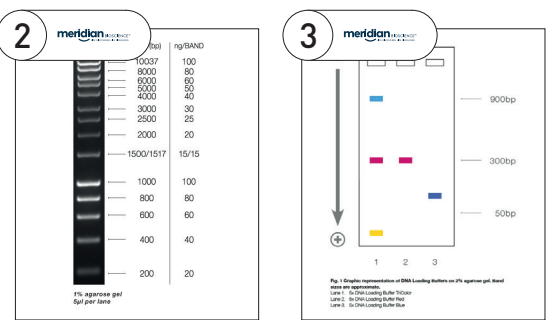 2
meridian BIOSCIENCE
(bp) ng/BAND
10037 100
8000 80
6000 60
5000 50
4000 40
3000 30
2500 25
2000 20
1500/1517 15/15
1000 100
800 80
600 60
400 40
200 20
1% agarose gel
5µl per lane
3
meridian BIOSCIENCE
900bp
300bp
50bp
+
1 2 3
Fig. 1 Graphic representation of DNA Loading Buffers on 2% agarose gel. Band
sizes are approximate.
Lane 1. 5x DNA Loading Buffer TriColor
Lane 2. 5x DNA Loading Buffer Red
Lane 3. 5x DNA Loading Buffer Blue